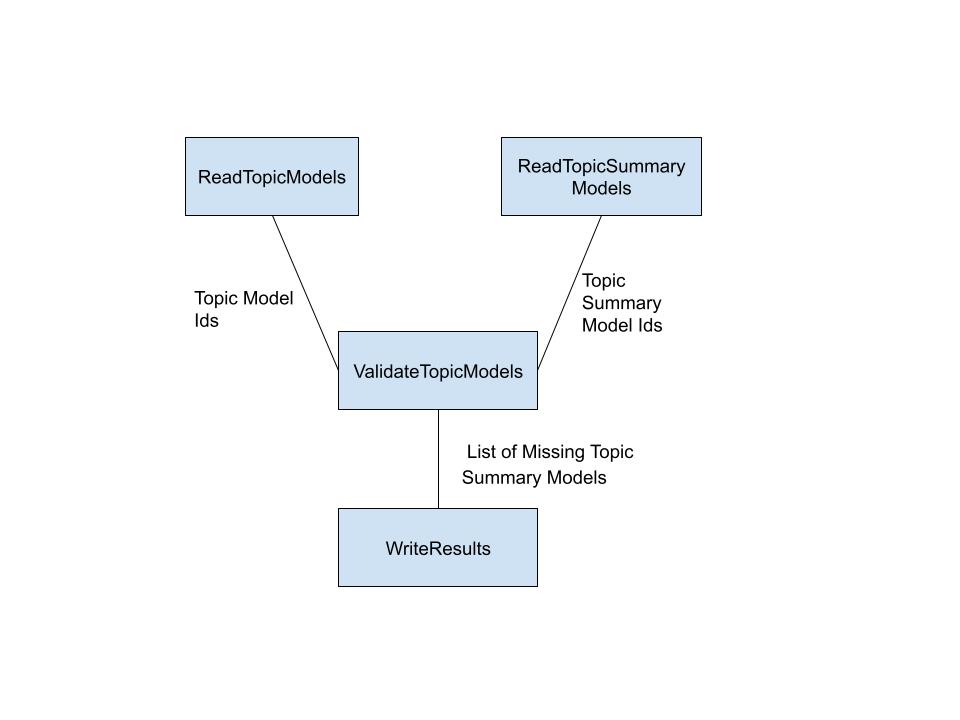 ReadTopicModels
ReadTopicSummary
Models
Topic Model
Ids
Topic
Summary
Model Ids
ValidateTopicModels
List of Missing Topic
Summary Models
WriteResults